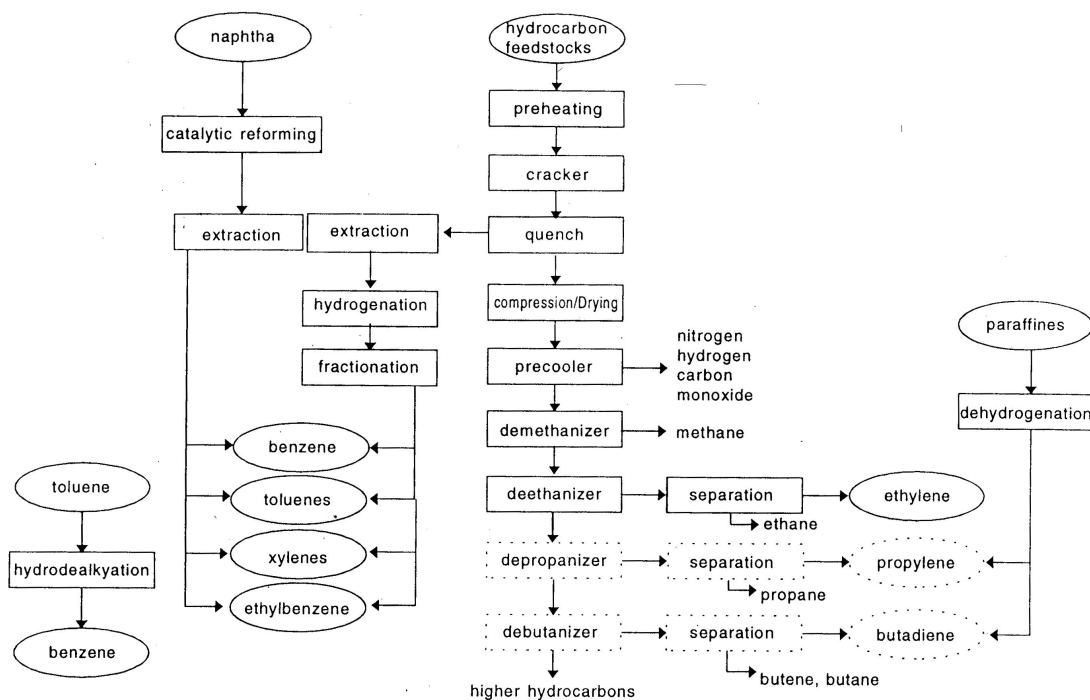 naphtha
hydrocarbon
feedstocks
preheating
catalytic reforming
cracker
extraction
extraction
quench
hydrogenation
compression/Drying
nitrogen
hydrogen
carbon
monoxide
paraffines
fractionation
precooler
dehydrogenation
benzene
demethanizer
methane
toluene
toluenes
deethanizer
separation
ethylene
ethane
hydrodealkyation
xylenes
depropanizer
separation
propylene
propane
ethylbenzene
debutanizer
separation
butadiene
benzene
butene, butane
higher hydrocarbons